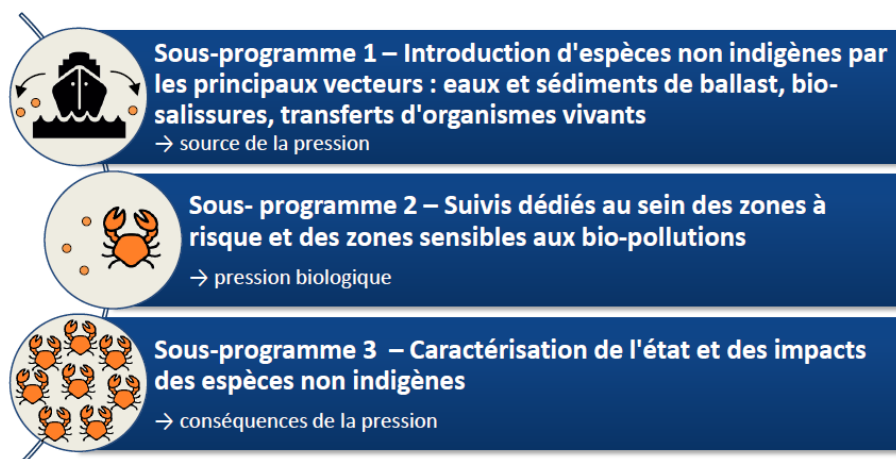 Sous-programme 1 – Introduction d'espèces non indigènes par
les principaux vecteurs : eaux et sédiments de ballast, bio-
salissures, transferts d'organismes vivants
→ source de la pression
Sous- programme 2 – Suivis dédiés au sein des zones à
risque et des zones sensibles aux bio-pollutions
→ pression biologique
Sous-programme 3 – Caractérisation de l'état et des impacts
des espèces non indigènes
→ conséquences de la pression